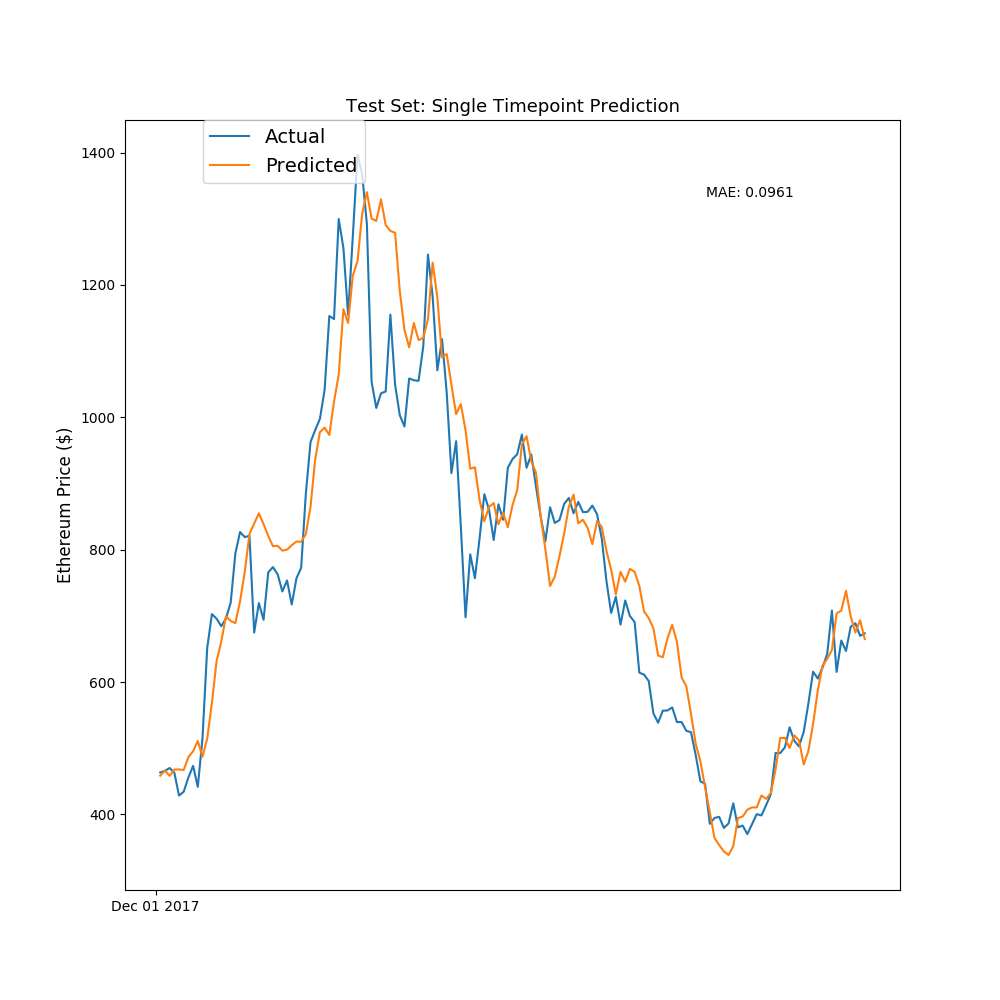 Test Set: Single Timepoint Prediction
Actual
Predicted
MAE: 0.0961
1400
1200
1000
800
600
400
Ethereum Price ($)
Dec 01 2017